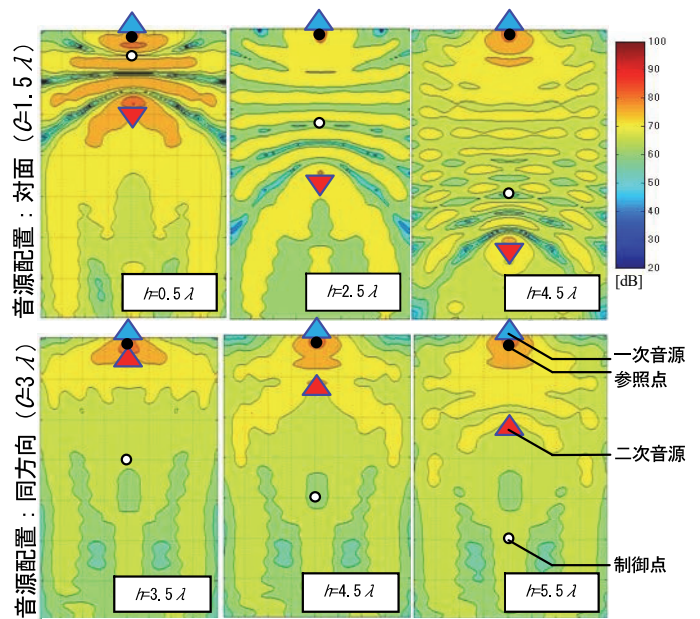 音源配置：対面（C=1.5λ）
h=0.5λ
h=2.5λ
h=4.5λ
100
90
80
70
60
50
40
30
20
[dB]
音源配置：同方向（C=3λ）
h=3.5λ
h=4.5λ
h=5.5λ
一次音源
参照点
二次音源
制御点